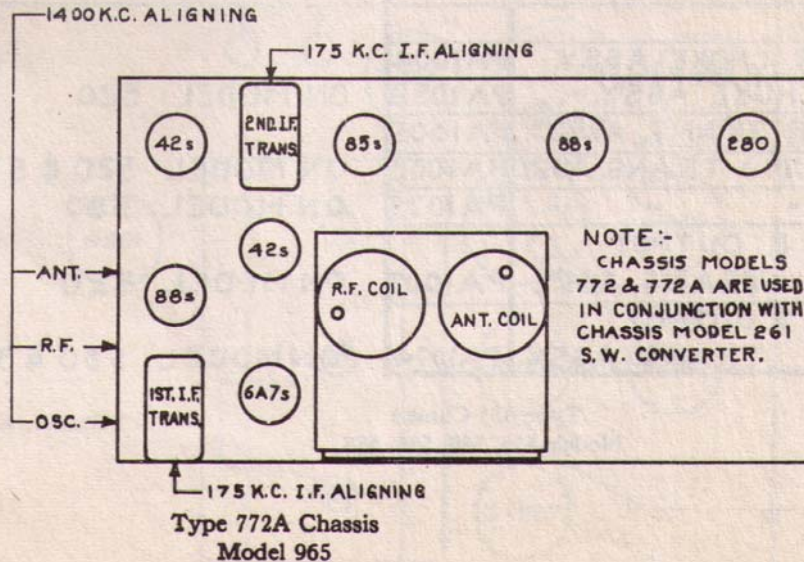 1400 K.C. ALIGNING
175 K.C. I.F. ALIGNING
42s
2ND. I.F.
TRANS.
85s
88s
280
42s
ANT.
88s
R.F. COIL
ANT. COIL
NOTE:-
CHASSIS MODELS
772 & 772A ARE USED
IN CONJUNCTION WITH
CHASSIS MODEL 261
S.W. CONVERTER.
R.F.
1ST. I.F.
TRANS.
6A7s
OSC.
175 K.C. I.F. ALIGNING
Type 772A Chassis
Model 965